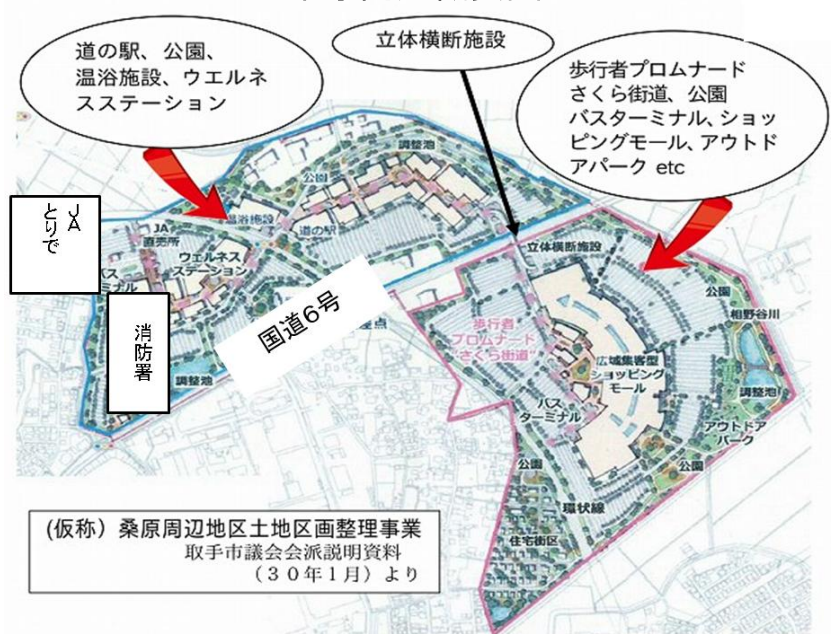 道の駅、公園、
温浴施設、ウエルネ
スステーション
立体横断施設
歩行者プロムナード
さくら街道、公園
バスターミナル、ショッ
ピングモール、アウトド
アパーク etc
JA
とりで
消防署
国道6号
調整池
公園
温浴施設
道の駅
JA
直売所
ウェルネス
ステーション
調整池
立体横断施設
公園
相野谷川
歩行者
プロムナード
さくら街道"
広域集客型
ショッピング
モール
バス
ターミナル
調整池
アウトドア
パーク
公園
公園
環状線
住宅街区
(仮称）桑原周辺地区土地区画整理事業
取手市議会会派説明資料
（３０年１月）より